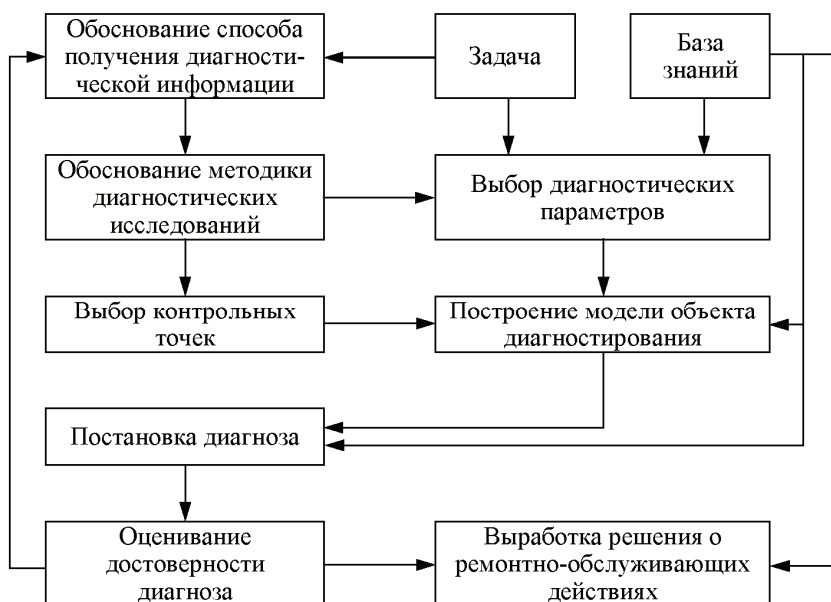 Обоснование способа
получения диагности-
ческой информации
Задача
База
знаний
Обоснование методики
диагностических
исследований
Выбор диагностических
параметров
Выбор контрольных
точек
Построение модели объекта
диагностирования
Постановка диагноза
Оценивание
достоверности
диагноза
Выработка решения о
ремонтно-обслуживающих
действиях